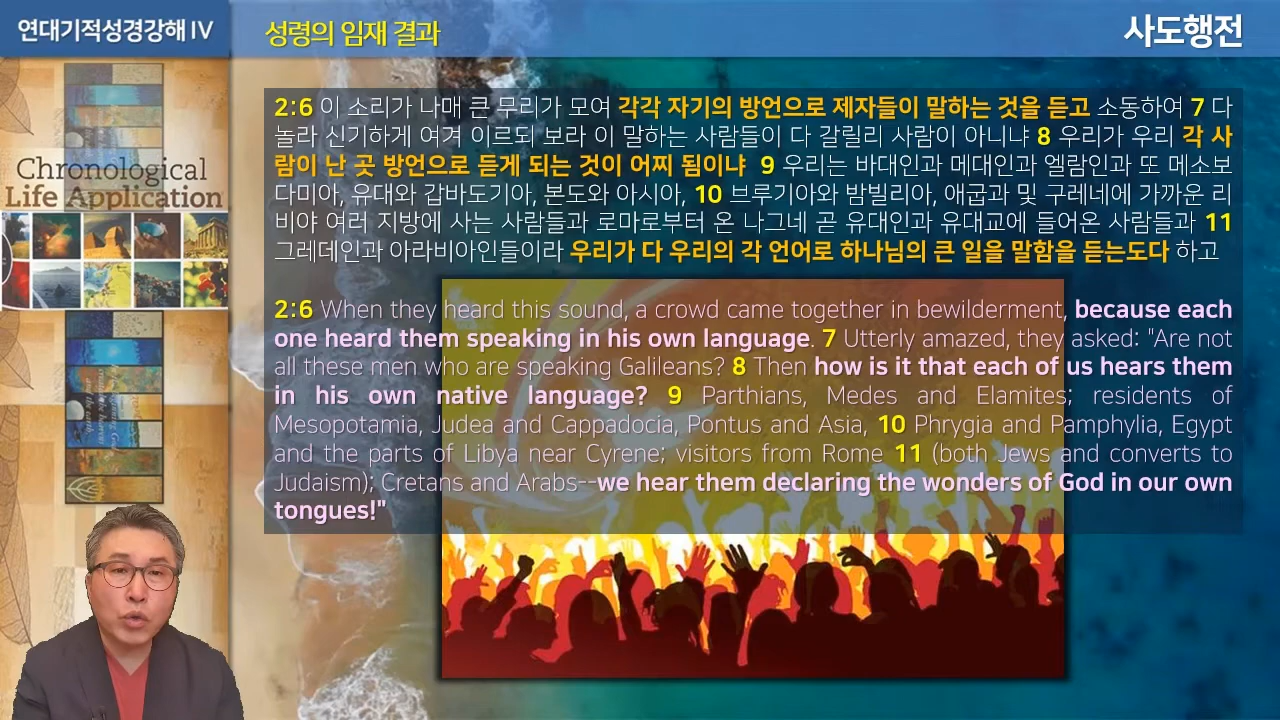 연대기적성경강해 IV
성령의 임재 결과
사도행전
Chronological
Life Application
2:6 이 소리가 나매 큰 무리가 모여 각각 자기의 방언으로 제자들이 말하는 것을 듣고 소동하여 7 다
놀라 신기하게 여겨 이르되 보라 이 말하는 사람들이 다 갈릴리 사람이 아니냐 8 우리가 우리 각 사
람이 난 곳 방언으로 듣게 되는 것이 어찌 됨이냐 9 우리는 바대인과 메대인과 엘람인과 또 메소보
다미아, 유대와 갑바도기아, 본도와 아시아, 10 브루기아와 밤빌리아, 애굽과 및 구레네에 가까운 리
비야 여러 지방에 사는 사람들과 로마로부터 온 나그네 곧 유대인과 유대교에 들어온 사람들과 11
그레데인과 아라비아인들이라 우리가 다 우리의 각 언어로 하나님의 큰 일을 말함을 듣는도다 하고
2:6 When they heard this sound, a crowd came together in bewilderment, because each
one heard them speaking in his own language. 7 Utterly amazed, they asked: "Are not
all these men who are speaking Galileans? 8 Then how is it that each of us hears them
in his own native language? 9 Parthians, Medes and Elamites; residents of
Mesopotamia, Judea and Cappadocia, Pontus and Asia, 10 Phrygia and Pamphylia, Egypt
and the parts of Libya near Cyrene; visitors from Rome 11 (both Jews and converts to
Judaism); Cretans and Arabs--we hear them declaring the wonders of God in our own
tongues!"